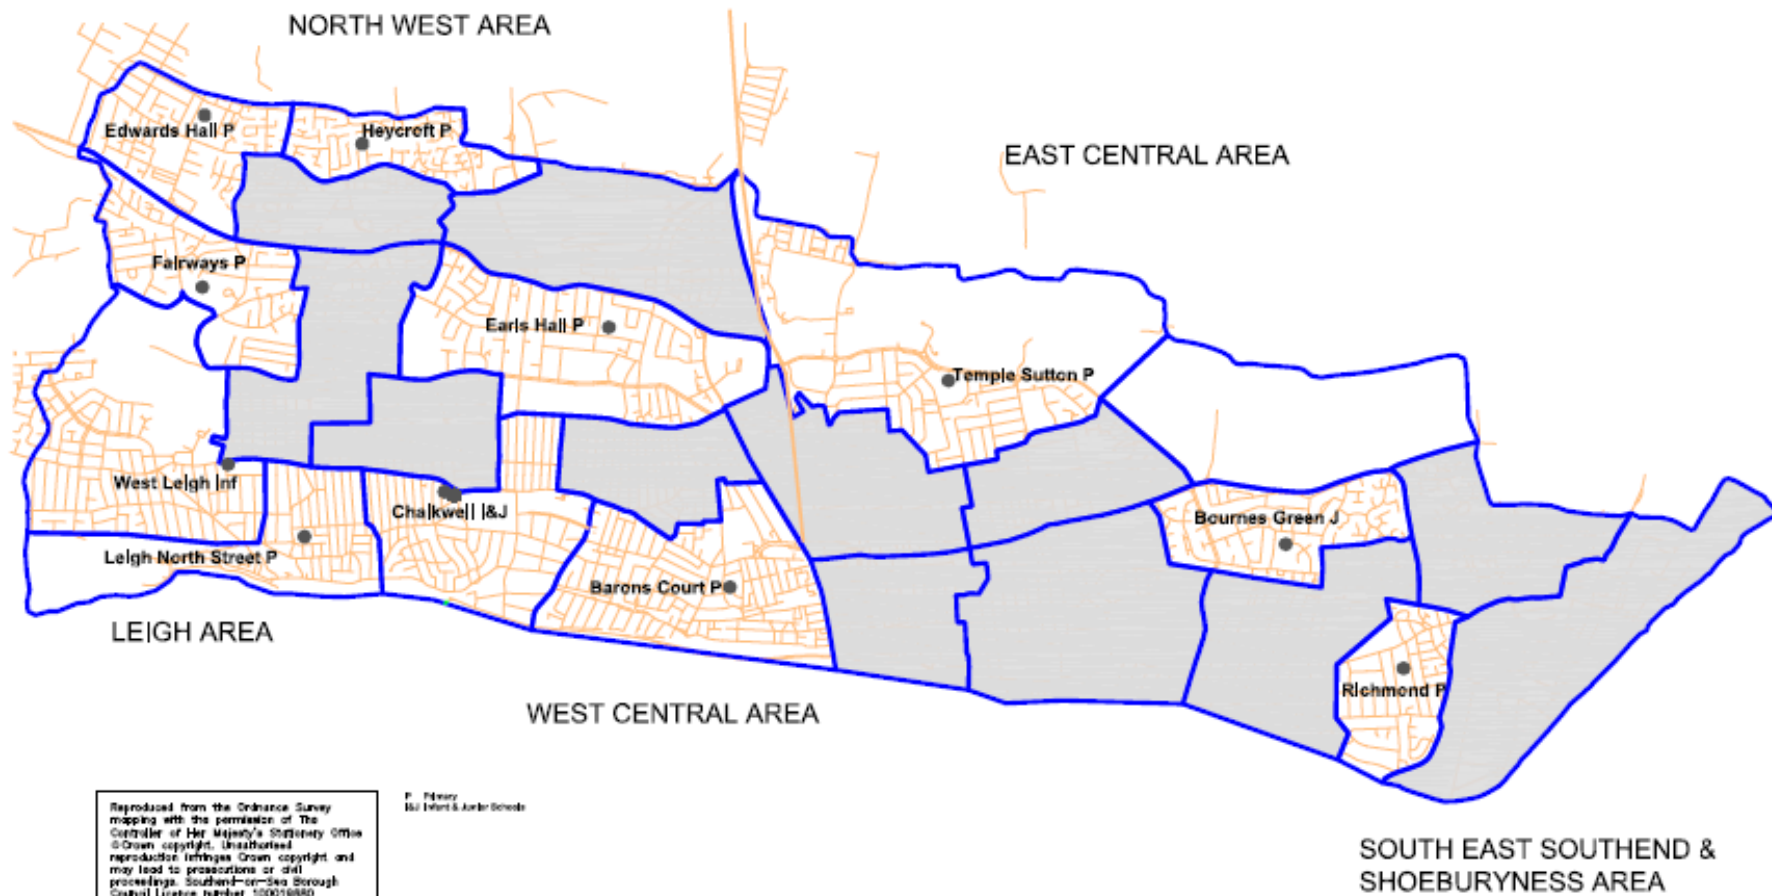 NORTH WEST AREA
Edwards Hall P
Heycroft P
EAST CENTRAL AREA
Fairways P
Earls Hall P
Temple Sutton P
West Leigh Inf
Chalkwell I&J
Bournes Green J
Leigh North Street P
Barons Court P
LEIGH AREA
Richmond P
WEST CENTRAL AREA
P Primary
I&J Infant & Junior Schools
Reproduced from the Ordnance Survey
mapping with the permission of The
Controller of Her Majesty's Stationery Office
©Crown copyright. Unauthorised
reproduction infringes Crown copyright and
may lead to prosecutions or civil
proceedings. Southend-on-Sea Borough
Council Licence number
SOUTH EAST SOUTHEND &
SHOEBURYNESS AREA